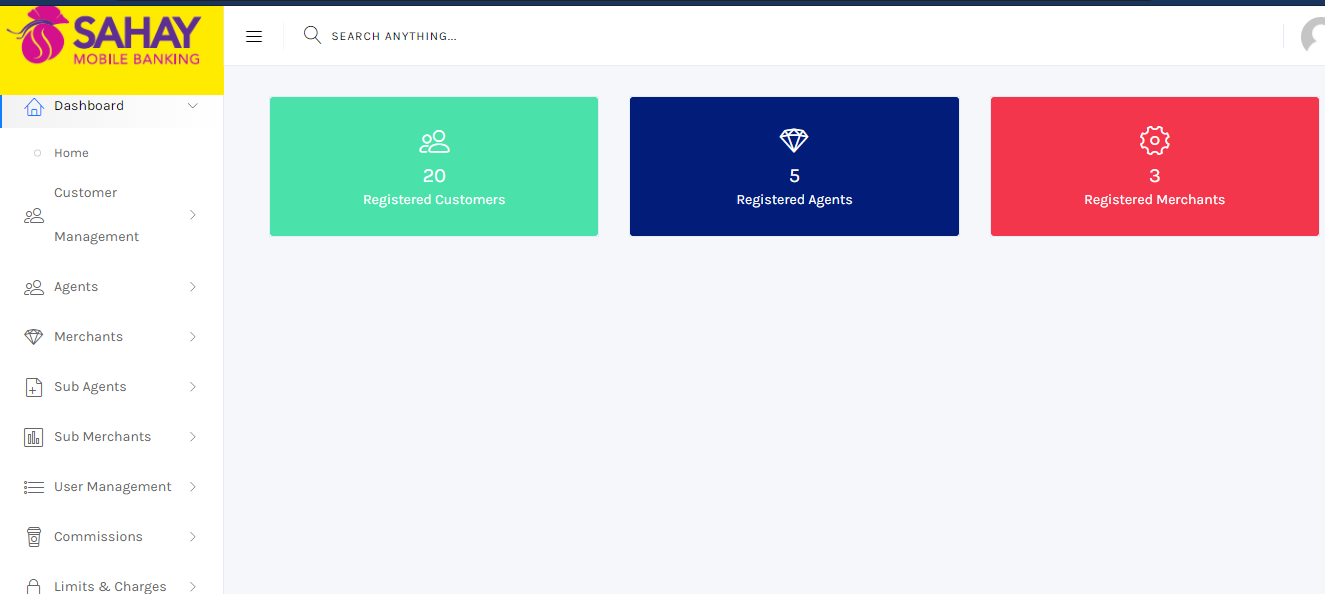 SAHAY
MOBILE BANKING
SEARCH ANYTHING...
Dashboard
Home
Customer
Management
Agents
Merchants
Sub Agents
Sub Merchants
User Management
Commissions
Limits & Charges
20
Registered Customers
5
Registered Agents
3
Registered Merchants